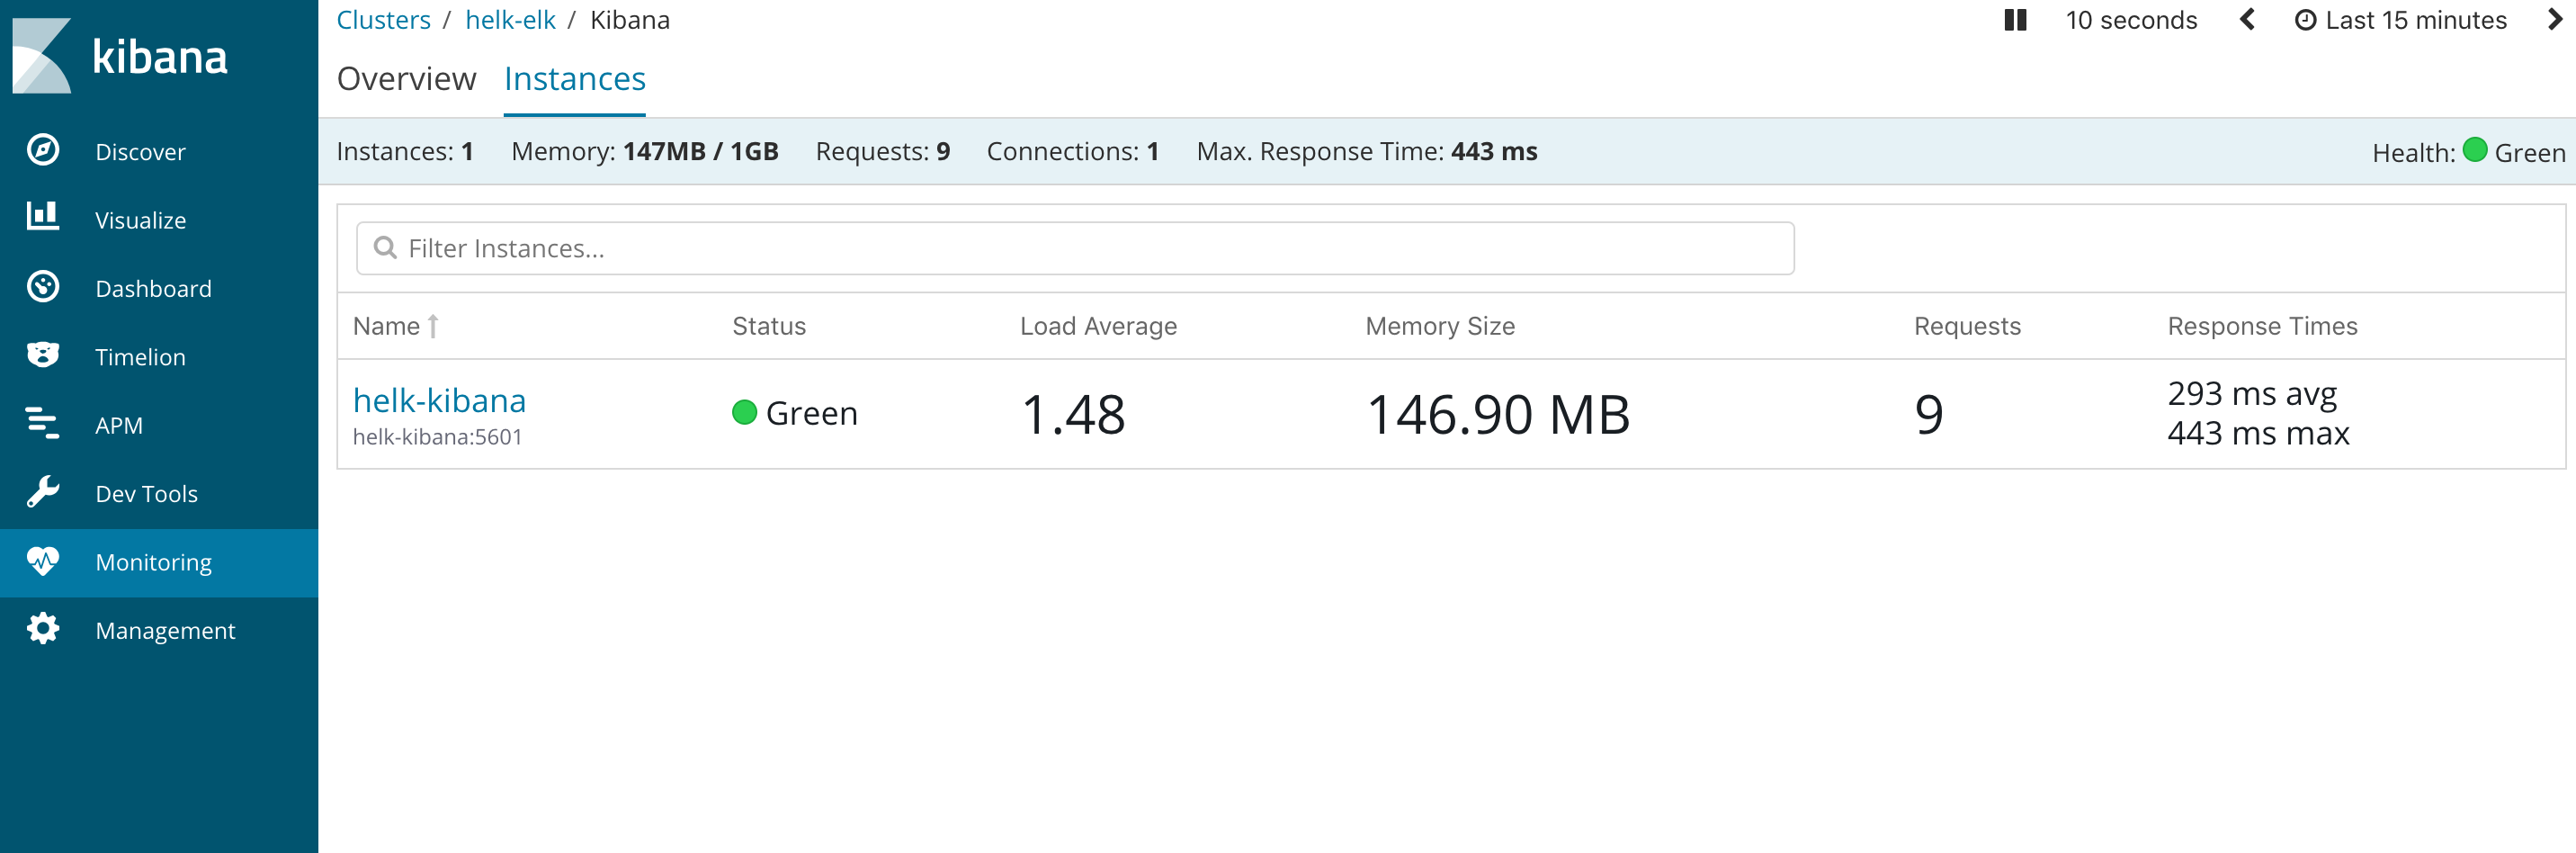 kibana
Discover
Visualize
Dashboard
Timelion
APM
Dev Tools
Monitoring
Management
Clusters / helk-elk / Kibana
10 seconds
Last 15 minutes
Overview Instances
Instances: 1 Memory: 147MB / 1GB Requests: 9 Connections: 1 Max. Response Time: 443 ms Health: Green
Filter Instances...
Name Status Load Average Memory Size Requests Response Times
helk-kibana Green 1.48 146.90 MB 9 293 ms avg
helk-kibana:5601 443 ms max